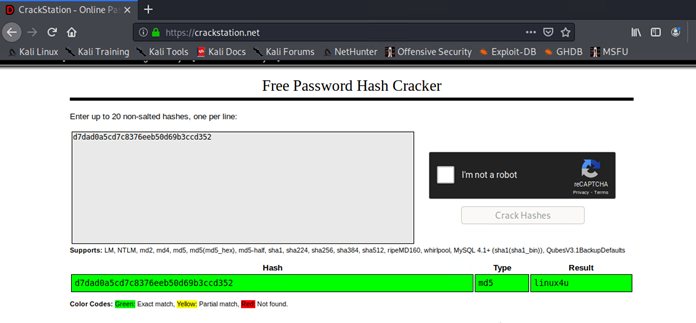 CrackStation - Online Pa
https://crackstation.net
Kali Linux Kali Training Kali Tools Kali Docs Kali Forums NetHunter Offensive Security Exploit-DB GHDB MSFU
Free Password Hash Cracker
Enter up to 20 non-salted hashes, one per line:
d7dad0a5cd7c8376eeb50d69b3ccd352
I'm not a robot
reCAPTCHA
Privacy - Terms
Crack Hashes
Supports: LM, NTLM, md2, md4, md5, md5(md5_hex), md5-half, sha1, sha224, sha256, sha384, sha512, ripeMD160, whirlpool, MySQL 4.1+ (sha1(sha1_bin)), QubesV3.1BackupDefaults
Hash Type Result
d7dad0a5cd7c8376eeb50d69b3ccd352 md5 linux4u
Color Codes: Green: Exact match, Yellow: Partial match, Red: Not found.